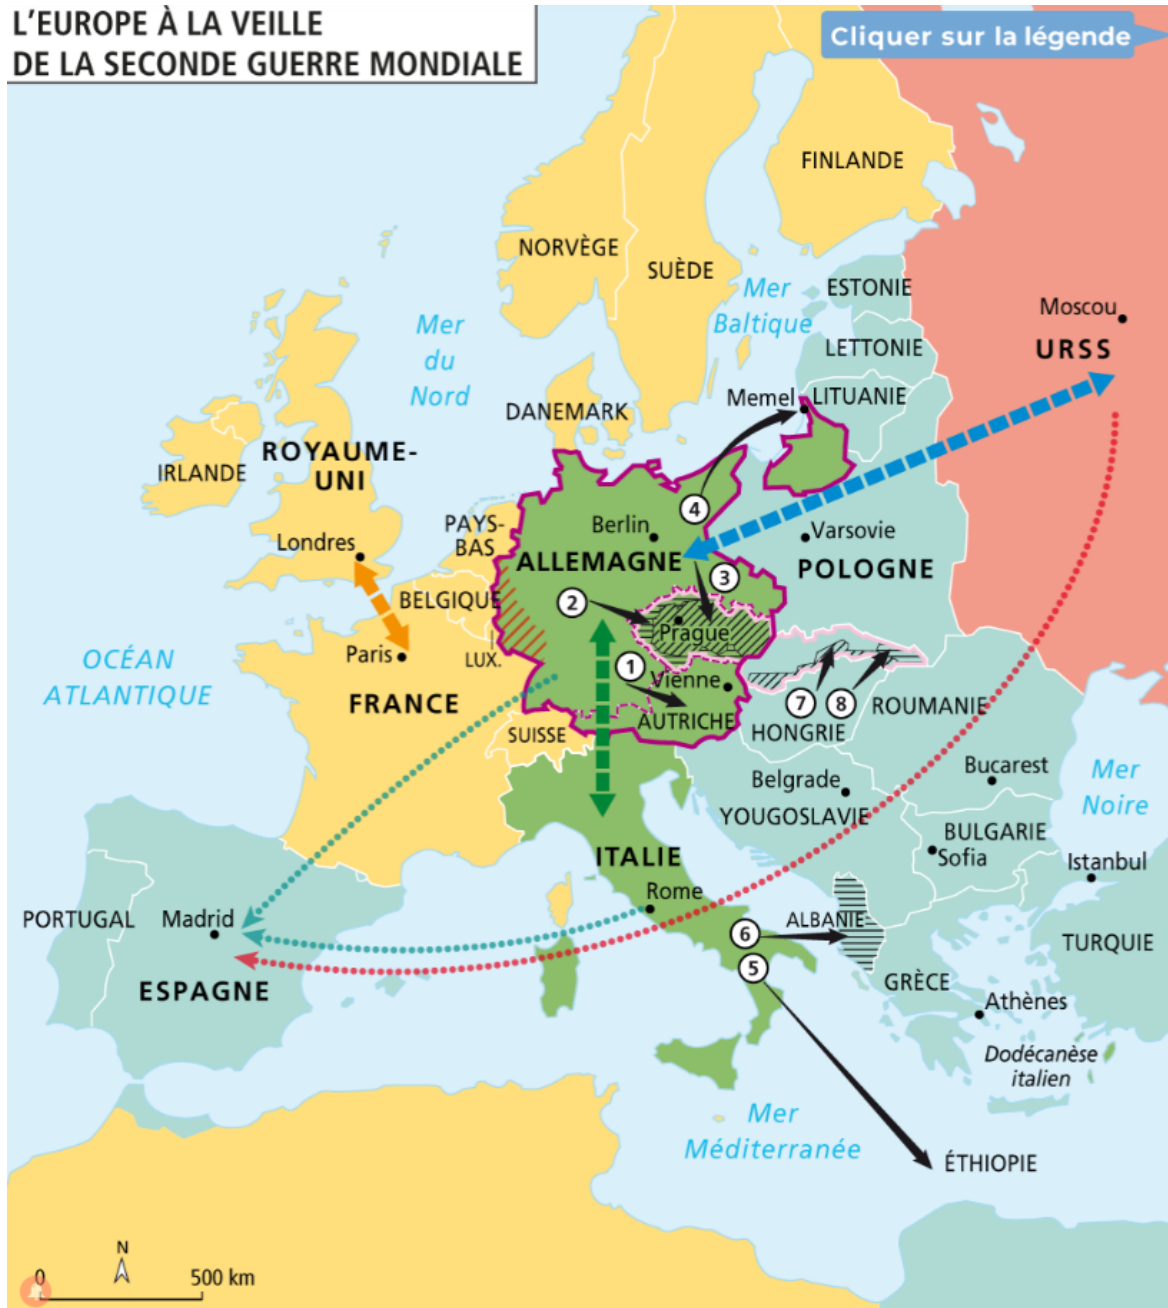 L'EUROPE À LA VEILLE
DE LA SECONDE GUERRE MONDIALE
Cliquer sur la légende
FINLANDE
NORVÈGE
SUÈDE
Mer
Baltique
ESTONIE
Moscou
Mer
du
Nord
LETTONIE
URSS
Memel
LITUANIE
DANEMARK
ROYAUME-
UNI
IRLANDE
4
PAYS-
BAS
Berlin
Varsovie
Londres
ALLEMAGNE
POLOGNE
3
BELGIQUE
2
Prague
OCÉAN
ATLANTIQUE
Paris
LUX.
1
Vienne
FRANCE
7
8
ROUMANIE
AUTRICHE
SUISSE
HONGRIE
Belgrade
Bucarest
Mer
Noire
YOUGOSLAVIE
BULGARIE
ITALIE
Sofia
Istanbul
Rome
PORTUGAL
Madrid
ALBANIE
6
TURQUIE
5
ESPAGNE
GRÈCE
Athènes
Dodécanèse
italien
Mer
Méditerranée
ÉTHIOPIE
N
0
500 km